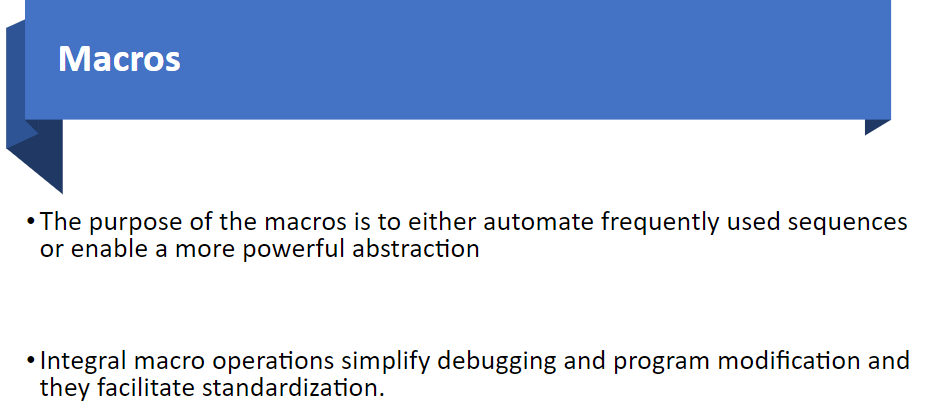 Macros
•The purpose of the macros is to either automate frequently used sequences
or enable a more powerful abstraction
•Integral macro operations simplify debugging and program modification and
they facilitate standardization.